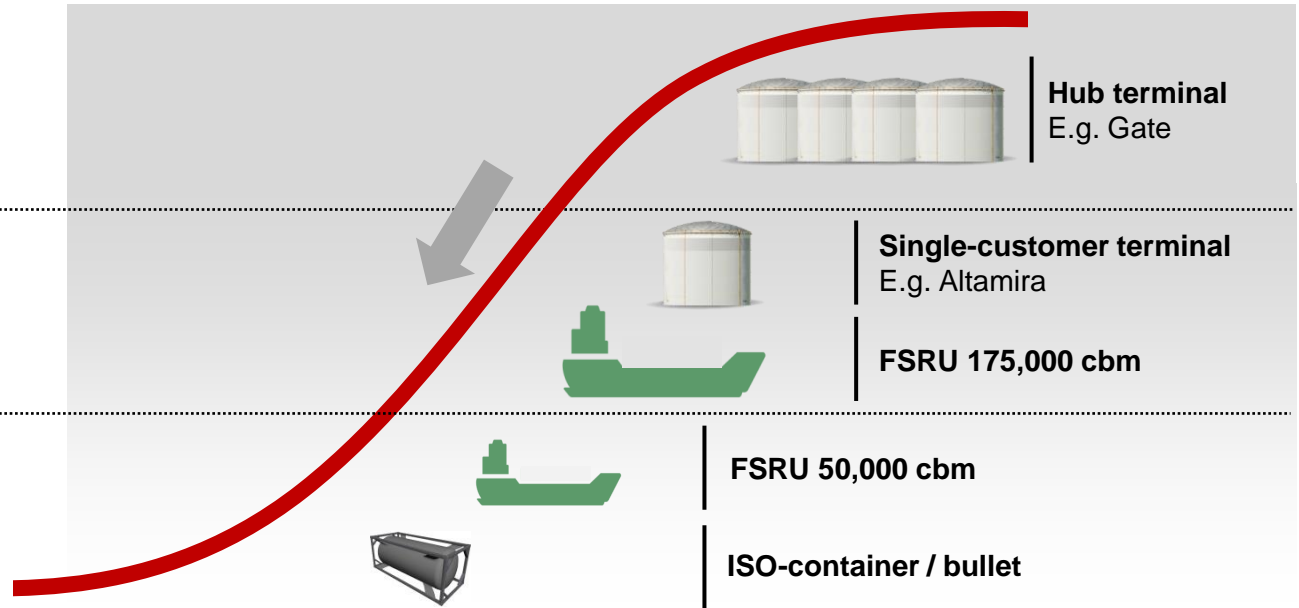 Hub terminal
E.g. Gate
Single-customer terminal
E.g. Altamira
FSRU 175,000 cbm
FSRU 50,000 cbm
ISO-container / bullet